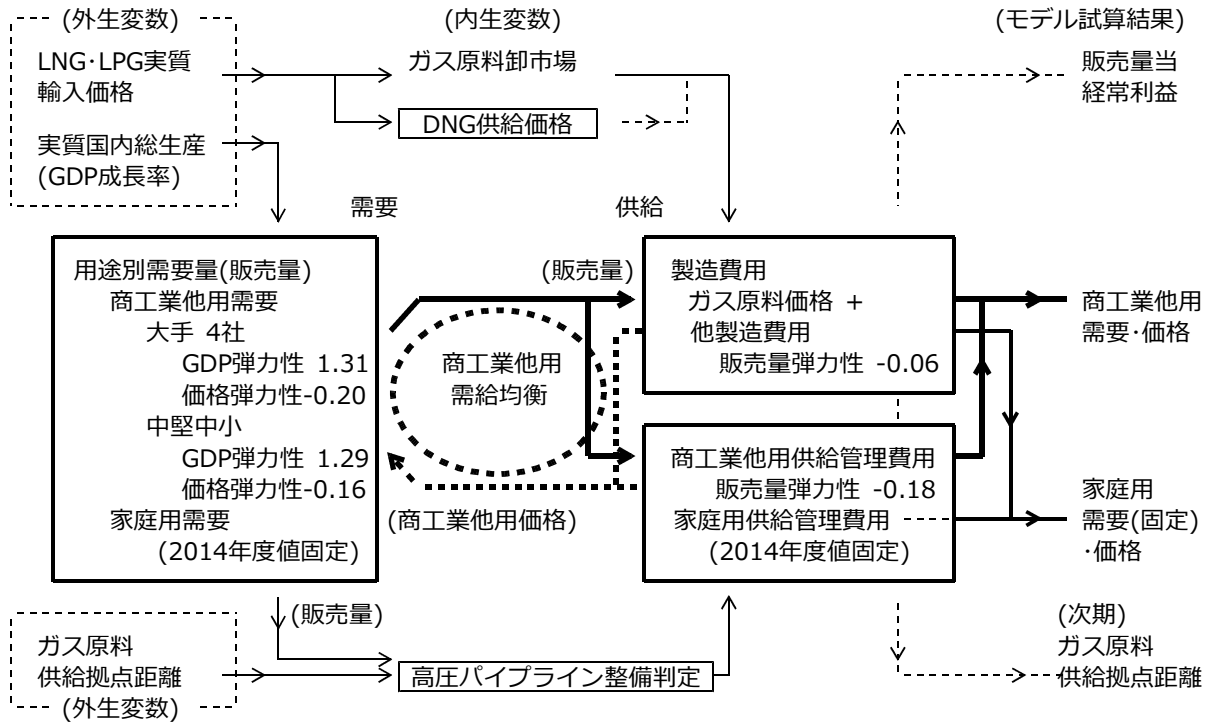 (外生変数)
LNG･LPG実質
輸入価格
実質国内総生産
(GDP成長率)
(内生変数)
ガス原料卸市場
DNG供給価格
(モデル試算結果)
販売量当
経常利益
需要
供給
用途別需要量(販売量)
商工業他用需要
大手 4社
GDP弾力性 1.31
価格弾力性-0.20
中堅中小
GDP弾力性 1.29
価格弾力性-0.16
家庭用需要
(2014年度値固定)
(販売量)
商工業他用
需給均衡
(商工業他用価格)
製造費用
ガス原料価格 +
他製造費用
販売量弾力性 -0.06
商工業他用供給管理費用
販売量弾力性 -0.18
家庭用供給管理費用
(2014年度値固定)
商工業他用
需要･価格
家庭用
需要(固定)
･価格
(販売量)
ガス原料
供給拠点距離
(外生変数)
高圧パイプライン整備判定
(次期)
ガス原料
供給拠点距離